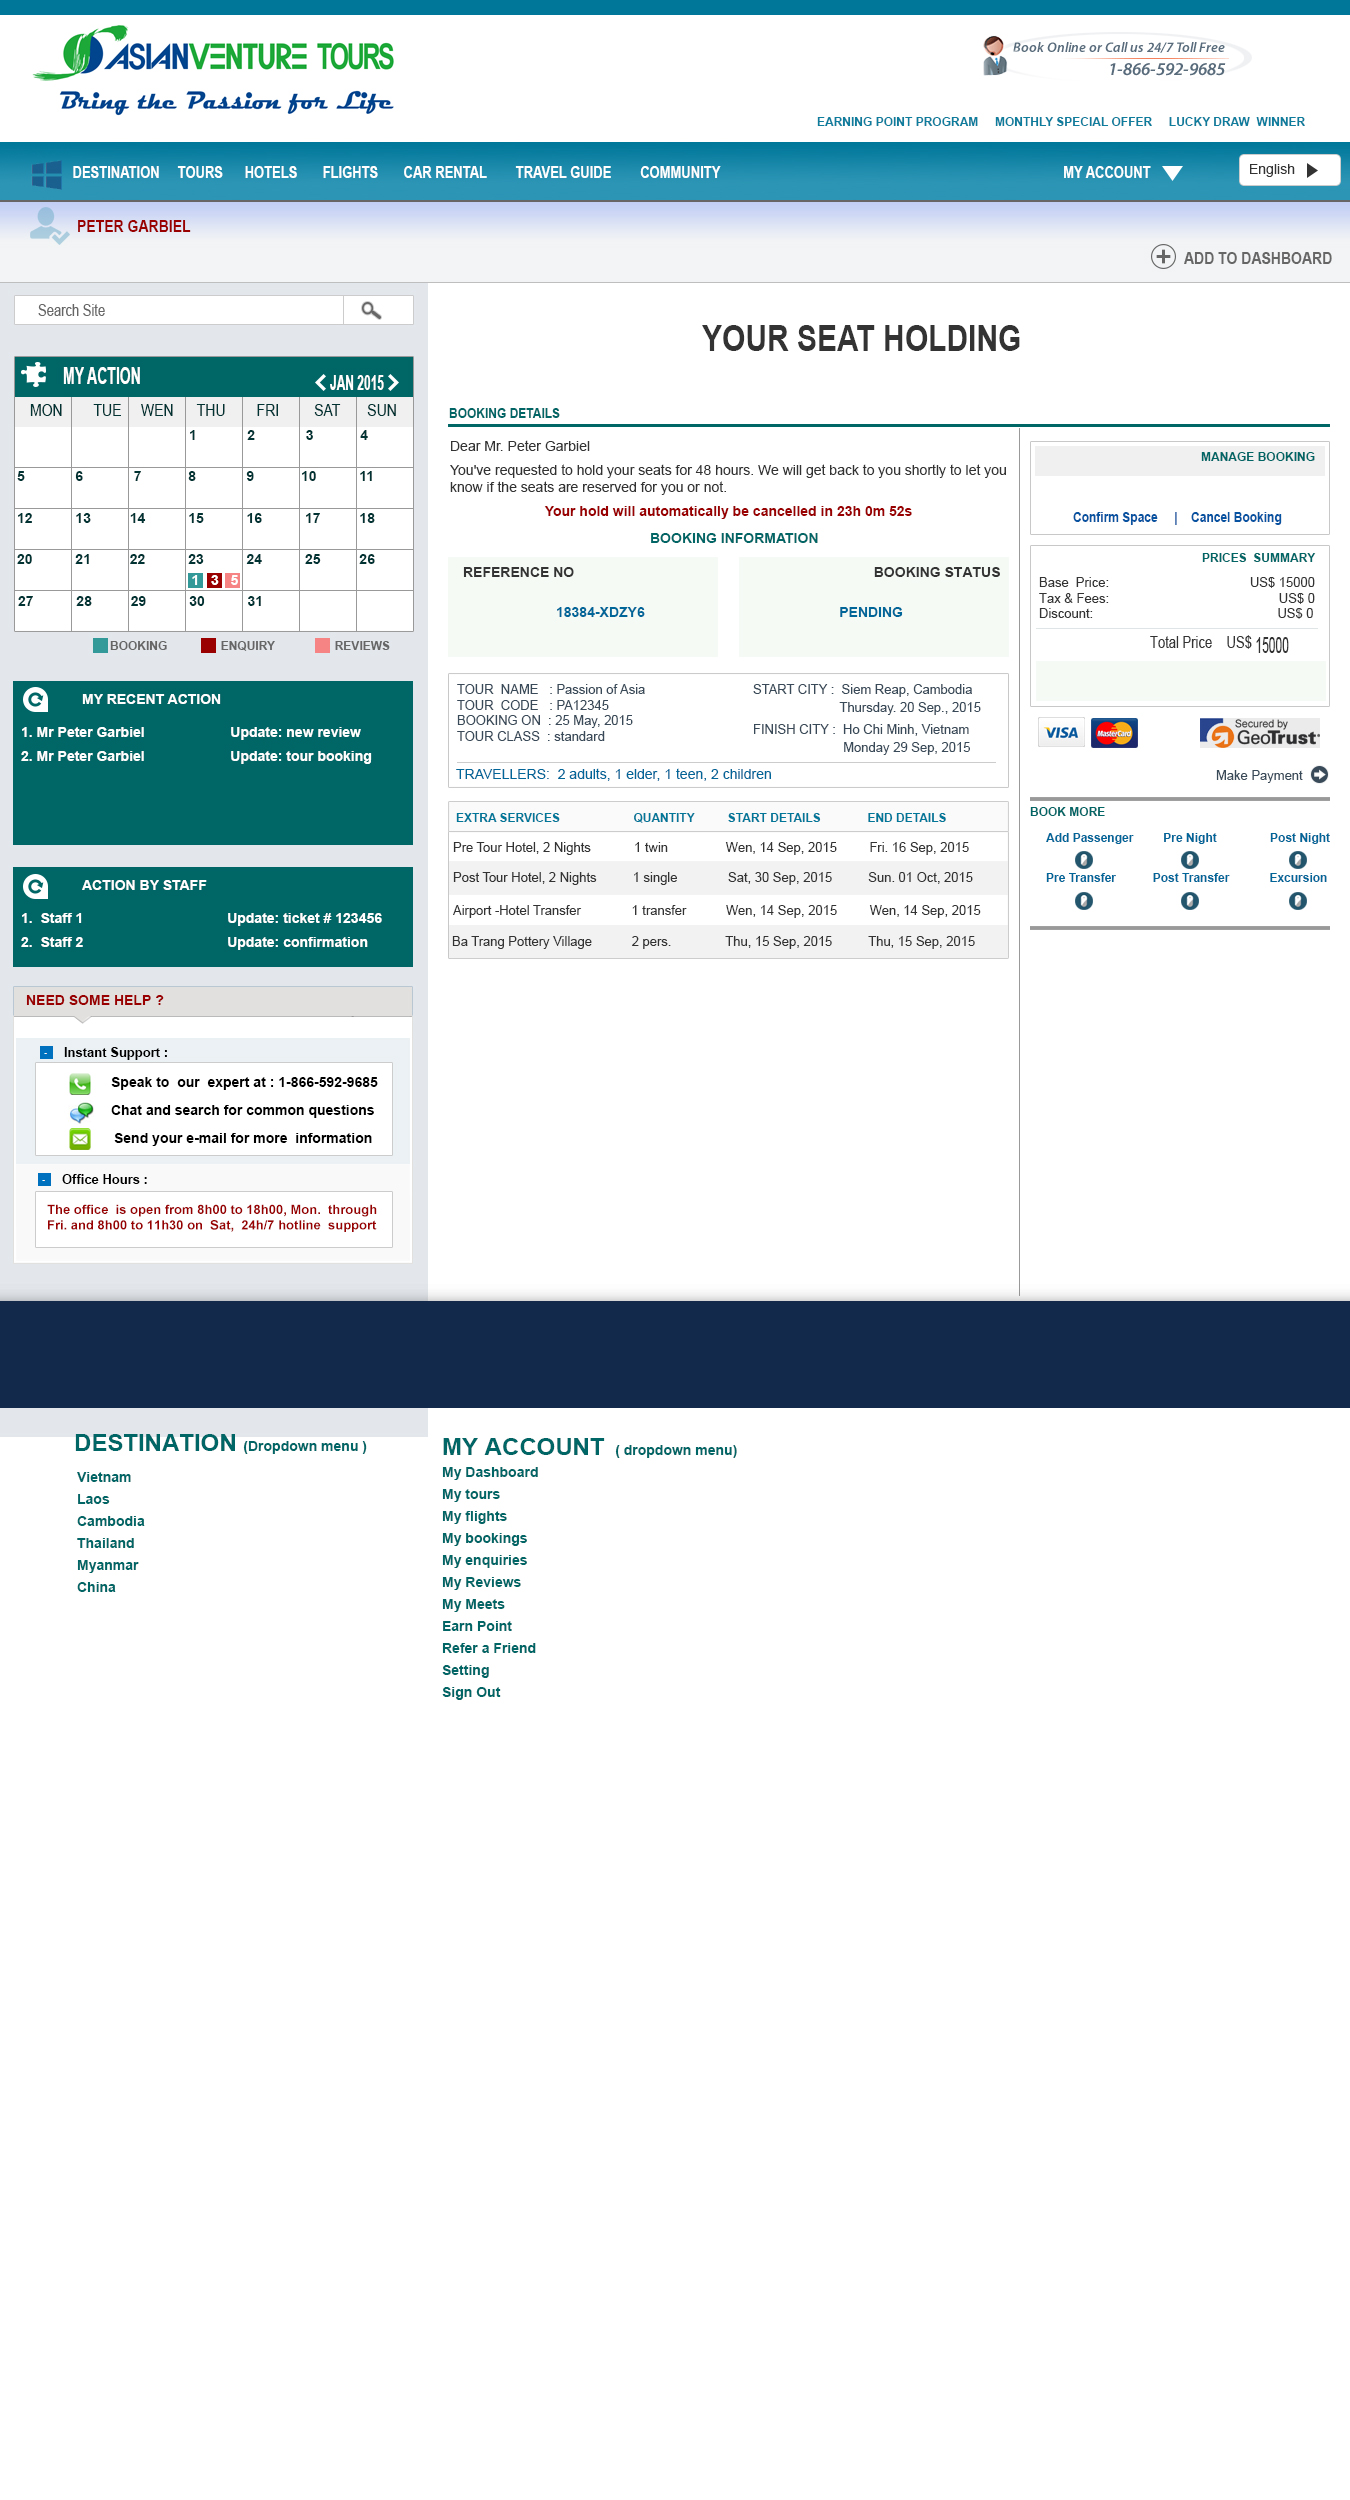 ASIANVENTURE TOURS
Bring the Passion for Life
Book Online or Call us 24/7 Toll Free
1-866-592-9685
EARNING POINT PROGRAM MONTHLY SPECIAL OFFER LUCKY DRAW WINNER
DESTINATION TOURS HOTELS FLIGHTS CAR RENTAL TRAVEL GUIDE COMMUNITY MY ACCOUNT English
PETER GARBIEL
ADD TO DASHBOARD
Search Site
MY ACTION JAN 2015
MON TUE WEN THU FRI SAT SUN
1 2 3 4
5 6 7 8 9 10 11
12 13 14 15 16 17 18
20 21 22 23 24 25 26
1 3 5
27 28 29 30 31
BOOKING ENQUIRY REVIEWS
MY RECENT ACTION
1. Mr Peter Garbiel Update: new review
2. Mr Peter Garbiel Update: tour booking
ACTION BY STAFF
1. Staff 1 Update: ticket # 123456
2. Staff 2 Update: confirmation
NEED SOME HELP ?
- Instant Support :
Speak to our expert at : 1-866-592-9685
Chat and search for common questions
Send your e-mail for more information
- Office Hours :
The office is open from 8h00 to 18h00, Mon. through
Fri. and 8h00 to 11h30 on Sat, 24h/7 hotline support
YOUR SEAT HOLDING
BOOKING DETAILS
Dear Mr. Peter Garbiel
You've requested to hold your seats for 48 hours. We will get back to you shortly to let you
know if the seats are reserved for you or not.
Your hold will automatically be cancelled in 23h 0m 52s
BOOKING INFORMATION
REFERENCE NO BOOKING STATUS
18384-XDZY6 PENDING
TOUR NAME : Passion of Asia
TOUR CODE : PA12345
BOOKING ON : 25 May, 2015
TOUR CLASS : standard
START CITY : Siem Reap, Cambodia
Thursday. 20 Sep., 2015
FINISH CITY : Ho Chi Minh, Vietnam
Monday 29 Sep, 2015
TRAVELLERS: 2 adults, 1 elder, 1 teen, 2 children
EXTRA SERVICES QUANTITY START DETAILS END DETAILS
Pre Tour Hotel, 2 Nights 1 twin Wen, 14 Sep, 2015 Fri. 16 Sep, 2015
Post Tour Hotel, 2 Nights 1 single Sat, 30 Sep, 2015 Sun. 01 Oct, 2015
Airport -Hotel Transfer 1 transfer Wen, 14 Sep, 2015 Wen, 14 Sep, 2015
Ba Trang Pottery Village 2 pers. Thu, 15 Sep, 2015 Thu, 15 Sep, 2015
MANAGE BOOKING
Confirm Space | Cancel Booking
PRICES SUMMARY
Base Price: US$ 15000
Tax & Fees: US$ 0
Discount: US$ 0
Total Price US$ 15000
VISA MasterCard Secured by GeoTrust
Make Payment
BOOK MORE
Add Passenger Pre Night Post Night
0 0 0
Pre Transfer Post Transfer Excursion
0 0 0
DESTINATION (Dropdown menu )
Vietnam
Laos
Cambodia
Thailand
Myanmar
China
MY ACCOUNT ( dropdown menu)
My Dashboard
My tours
My flights
My bookings
My enquiries
My Reviews
My Meets
Earn Point
Refer a Friend
Setting
Sign Out